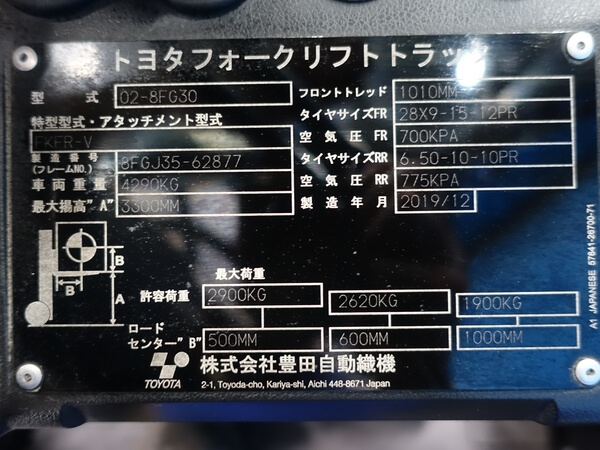 トヨタフォークリフトトラック
型 式 02-8FG30
フロントトレッド 1010MM
特型型式・アタッチメント型式
タイヤサイズFR 28X9-15-12PR
空気圧 FR 700KPA
製造番号 (フレームNO.) 8FGJ35-62877
タイヤサイズRR 6.50-10-10PR
車両重量 4290KG
空気圧 RR 775KPA
最大揚高"A" 3300MM
製造年月 2019/12
B
B
A
最大荷重
許容荷重 2900KG 2620KG 1900KG
ロード
センター"B" 500MM 600MM 1000MM
TOYOTA
株式会社豊田自動織機
2-1, Toyoda-cho, Kariya-shi, Aichi 448-8671 Japan
A1 JAPANESE 57841-26700-71